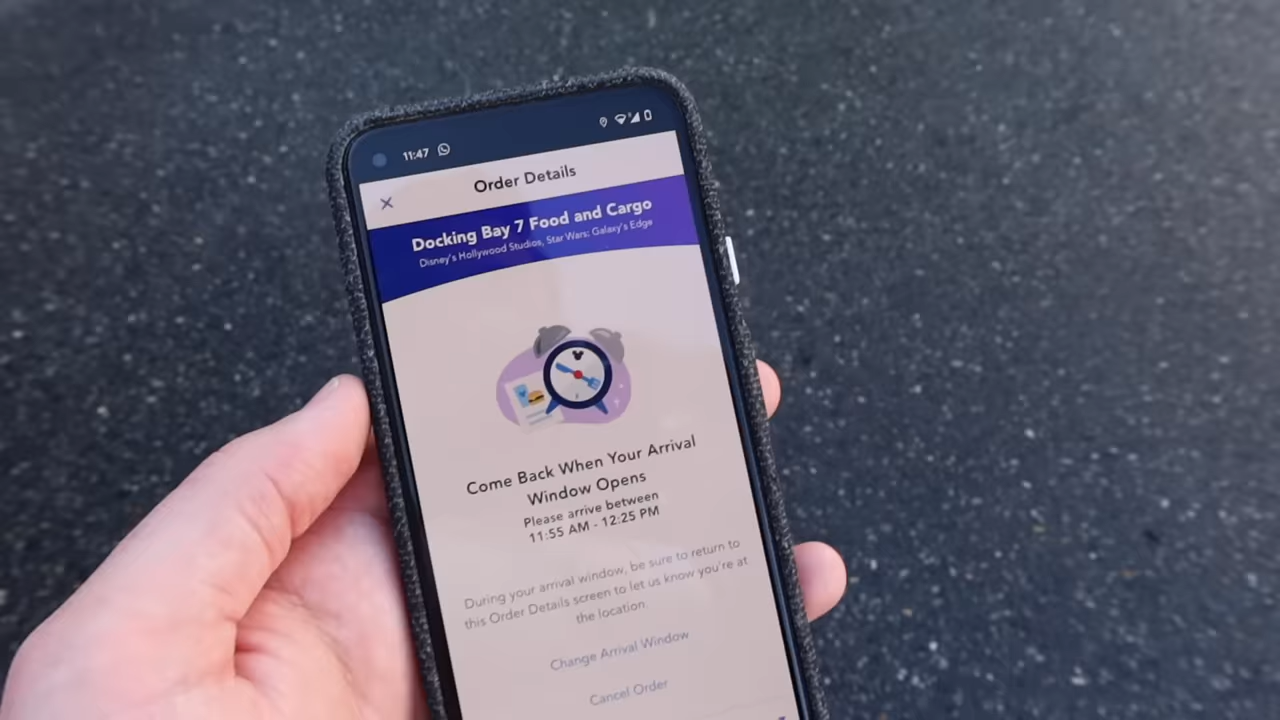 11:47
Order Details
Docking Bay 7 Food and Cargo
Disney's Hollywood Studios, Star Wars: Galaxy's Edge
Come Back When Your Arrival
Window Opens
Please arrive between
11:55 AM - 12:25 PM
During your arrival window, be sure to return to
this Order Details screen to let us know you're at
the location.
Change Arrival Window
Cancel Order